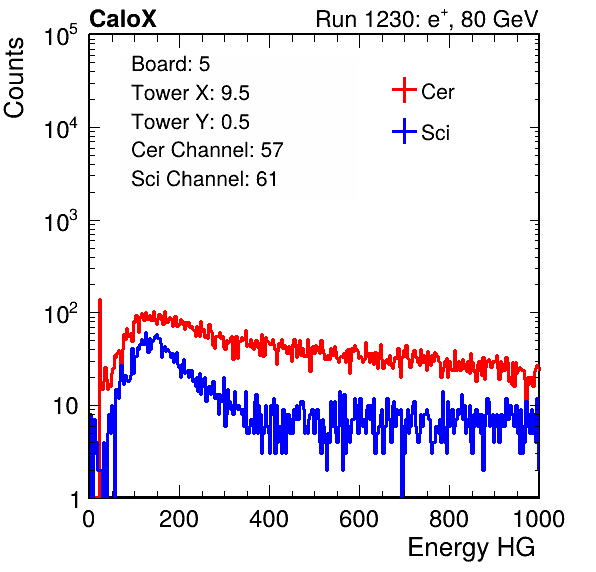 CaloX Run 1230: e+, 80 GeV
Board: 5
Tower X: 9.5
Tower Y: 0.5
Cer Channel: 57
Sci Channel: 61
Cer
Sci
Counts
10^5
10^4
10^3
10^2
10
1
0 200 400 600 800 1000
Energy HG